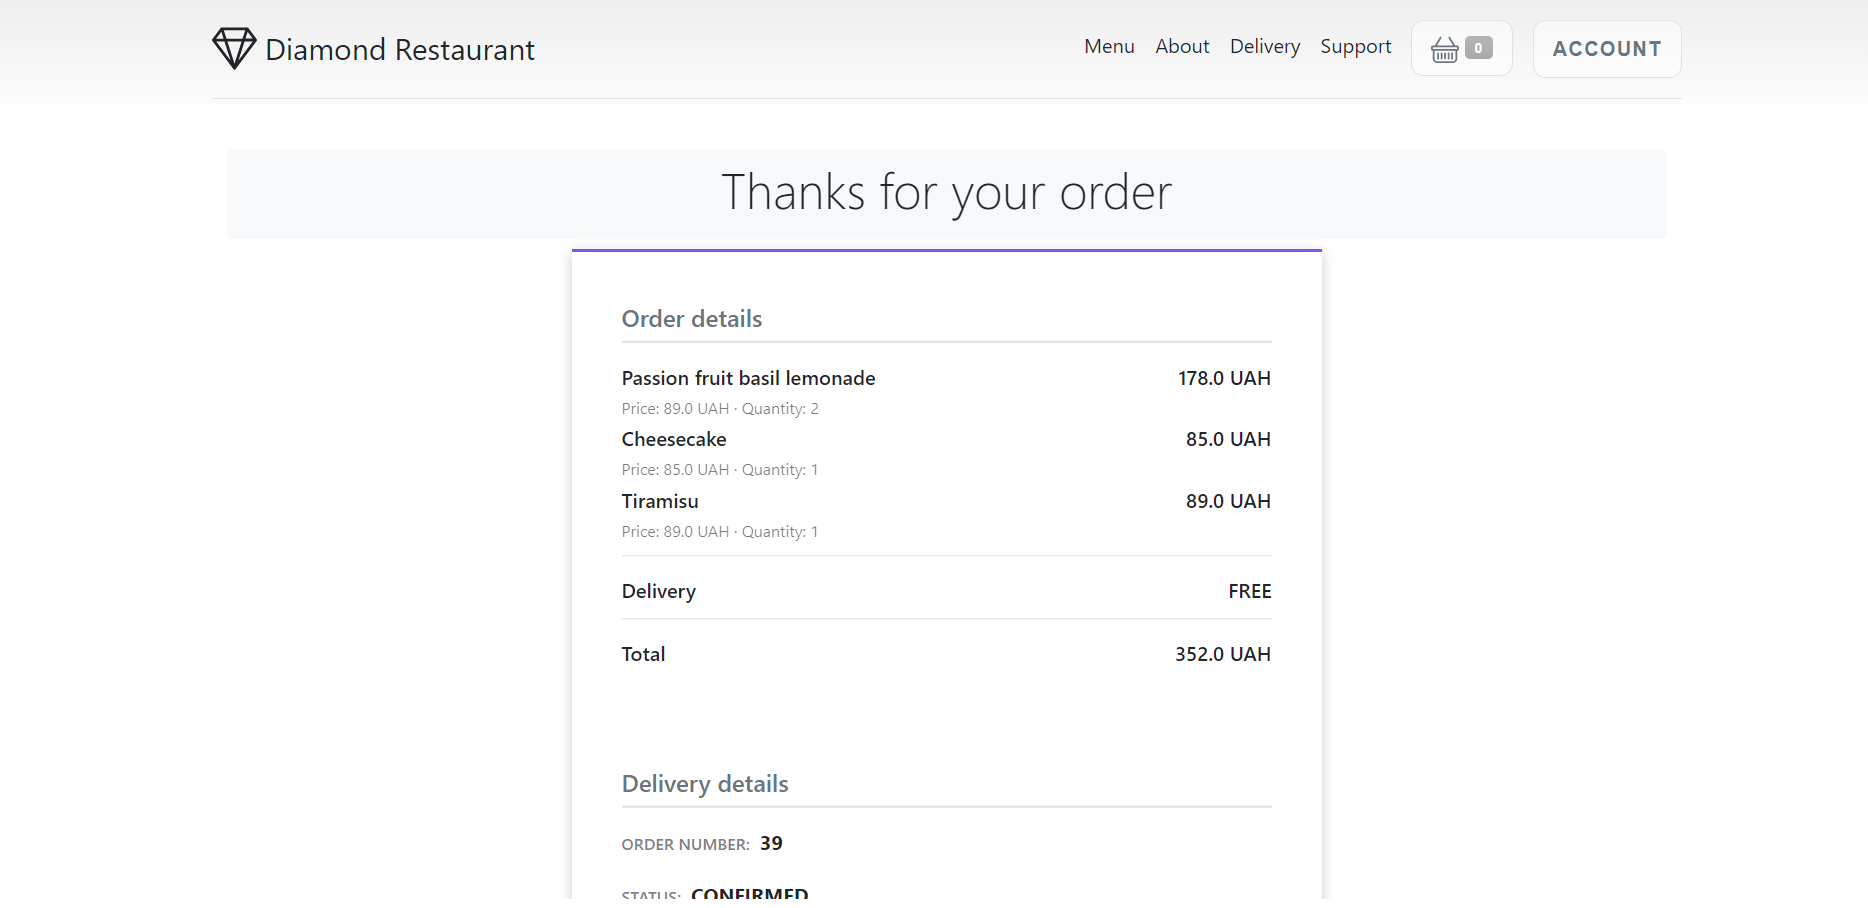 Diamond Restaurant
Menu About Delivery Support 0 ACCOUNT
Thanks for your order
Order details
Passion fruit basil lemonade 178.0 UAH
Price: 89.0 UAH · Quantity: 2
Cheesecake 85.0 UAH
Price: 85.0 UAH · Quantity: 1
Tiramisu 89.0 UAH
Price: 89.0 UAH · Quantity: 1
Delivery FREE
Total 352.0 UAH
Delivery details
ORDER NUMBER: 39
STATUS: CONFIRMED